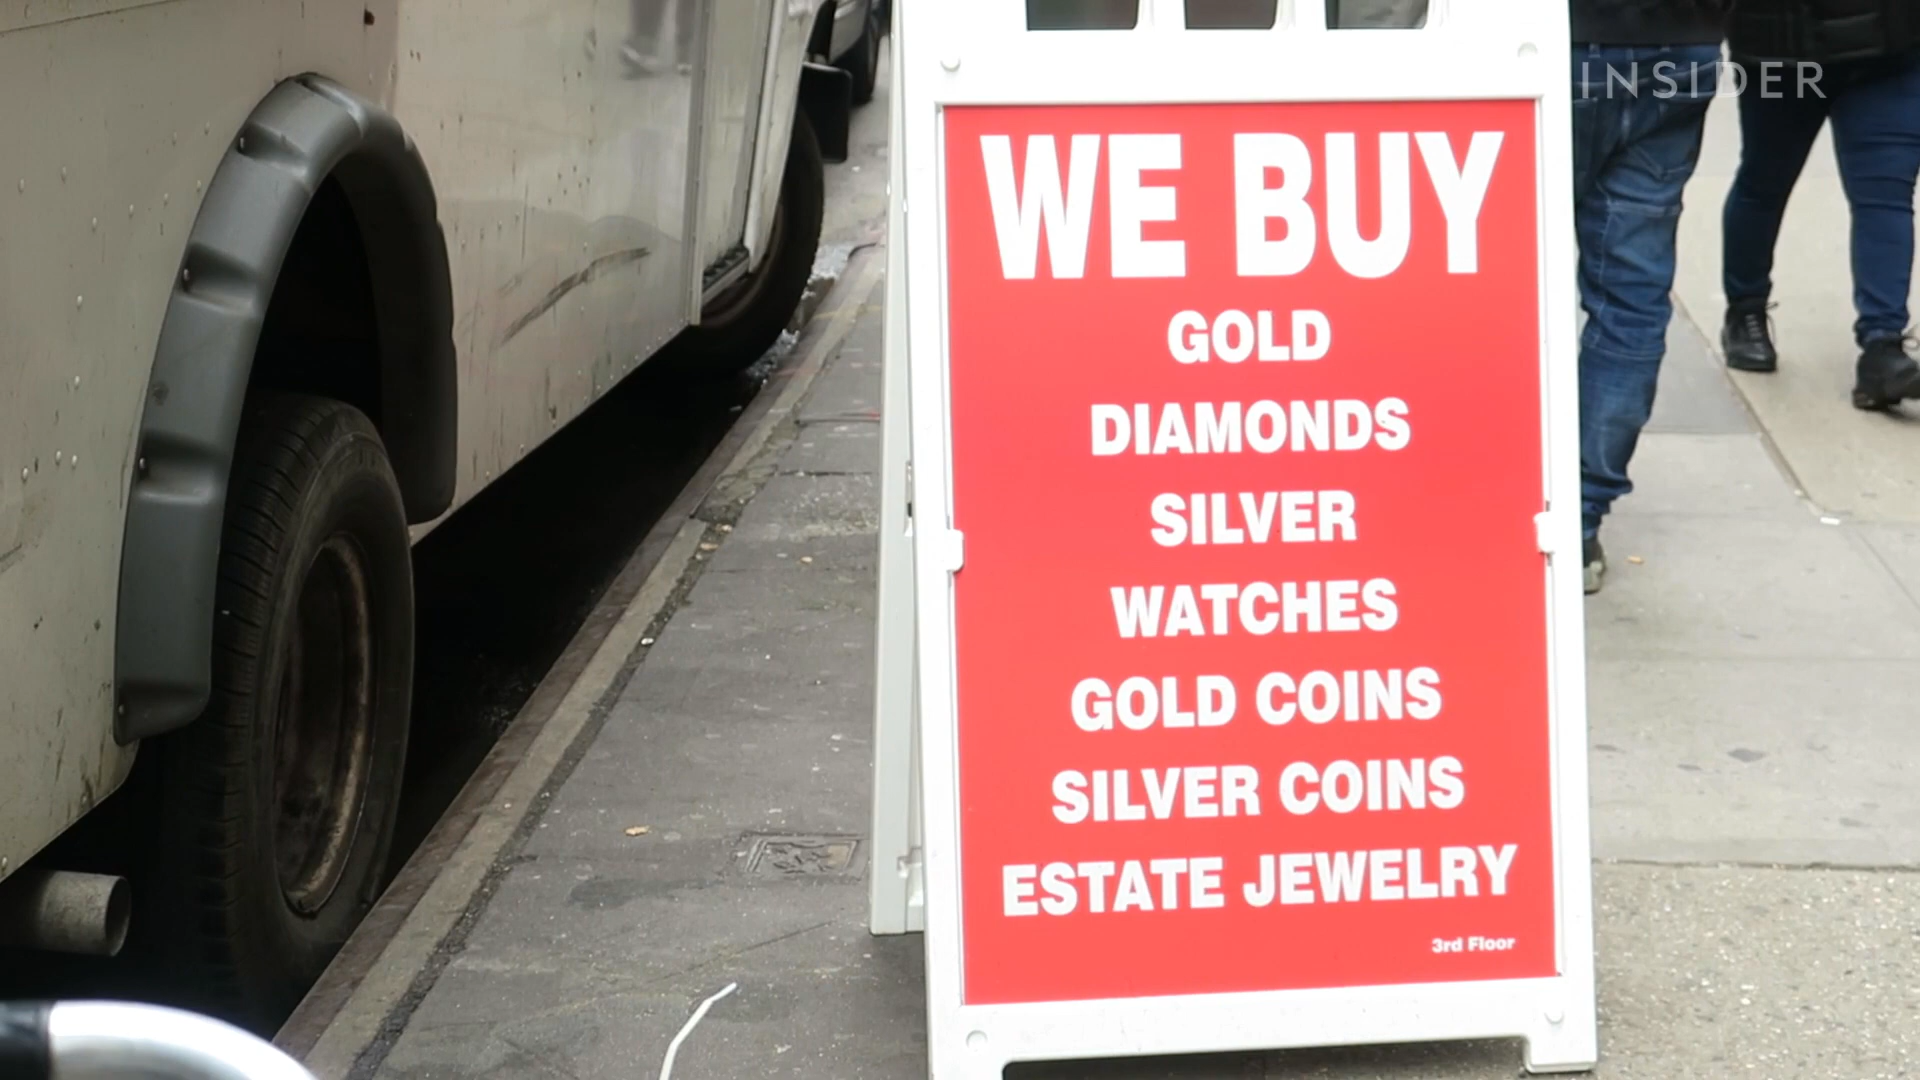 INSIDER
WE BUY
GOLD
DIAMONDS
SILVER
WATCHES
GOLD COINS
SILVER COINS
ESTATE JEWELRY
3rd Floor